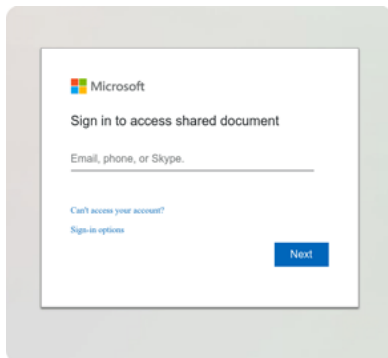 Microsoft
Sign in to access shared document
Email, phone, or Skype.
Can't access your account?
Sign-in options
Next